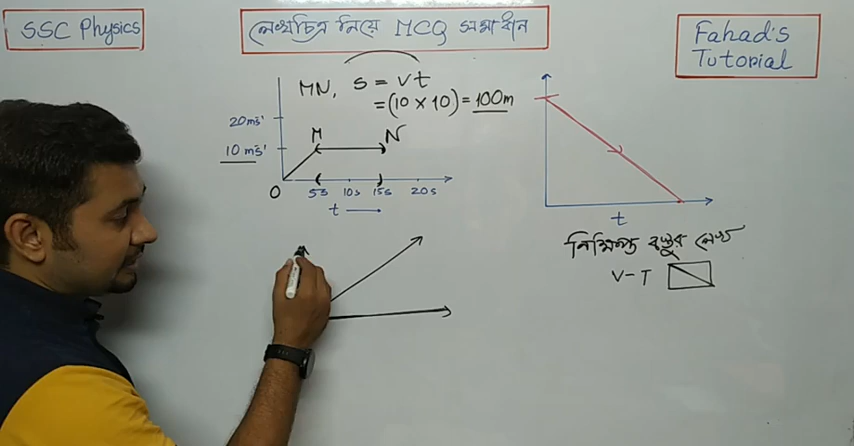 SSC Physics
লেখচিত্র নিয়ে MCQ সমাধান
Fahad's
Tutorial
MN, s = vt
= (10 × 10) = 100m
20ms⁻¹
M N
10 ms⁻¹
O 5s 10s 15s 20s
t
t
নিক্ষিপ্ত বস্তুর লেখ
V-T